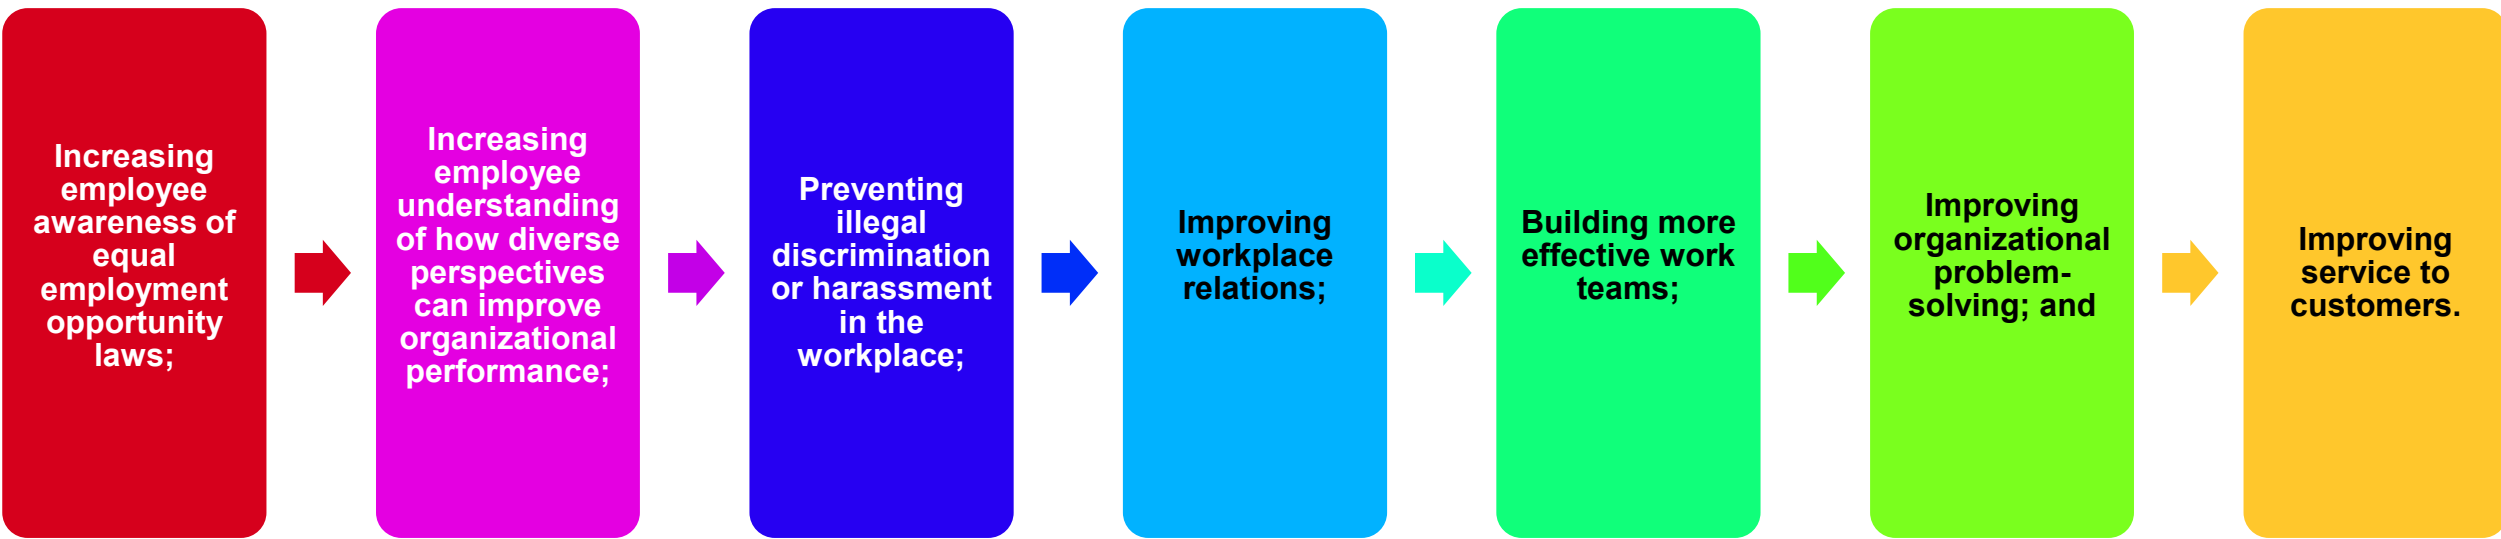 Increasing
employee
awareness of
equal
employment
opportunity
laws;
Increasing
employee
understanding
of how diverse
perspectives
can improve
organizational
performance;
Preventing
illegal
discrimination
or harassment
in the
workplace;
Improving
workplace
relations;
Building more
effective work
teams;
Improving
organizational
problem-
solving; and
Improving
service to
customers.